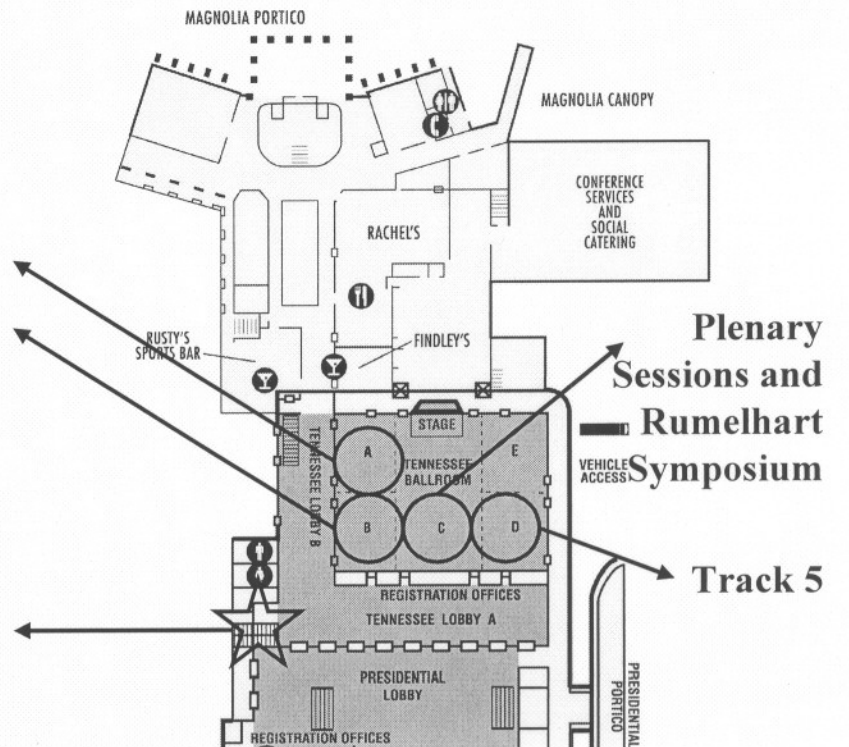 MAGNOLIA PORTICO
MAGNOLIA CANOPY
CONFERENCE
SERVICES
AND
SOCIAL
CATERING
RACHEL'S
RUSTY'S
SPORTS BAR
FINDLEY'S
Plenary
Sessions and
Rumelhart
VEHICLE
ACCESS
Symposium
STAGE
TENNESSEE LOBBY B
A
TENNESSEE
BALLROOM
E
B
C
D
Track 5
REGISTRATION OFFICES
TENNESSEE LOBBY A
PRESIDENTIAL
LOBBY
PRESIDENTIAL
PORTICO
REGISTRATION OFFICES